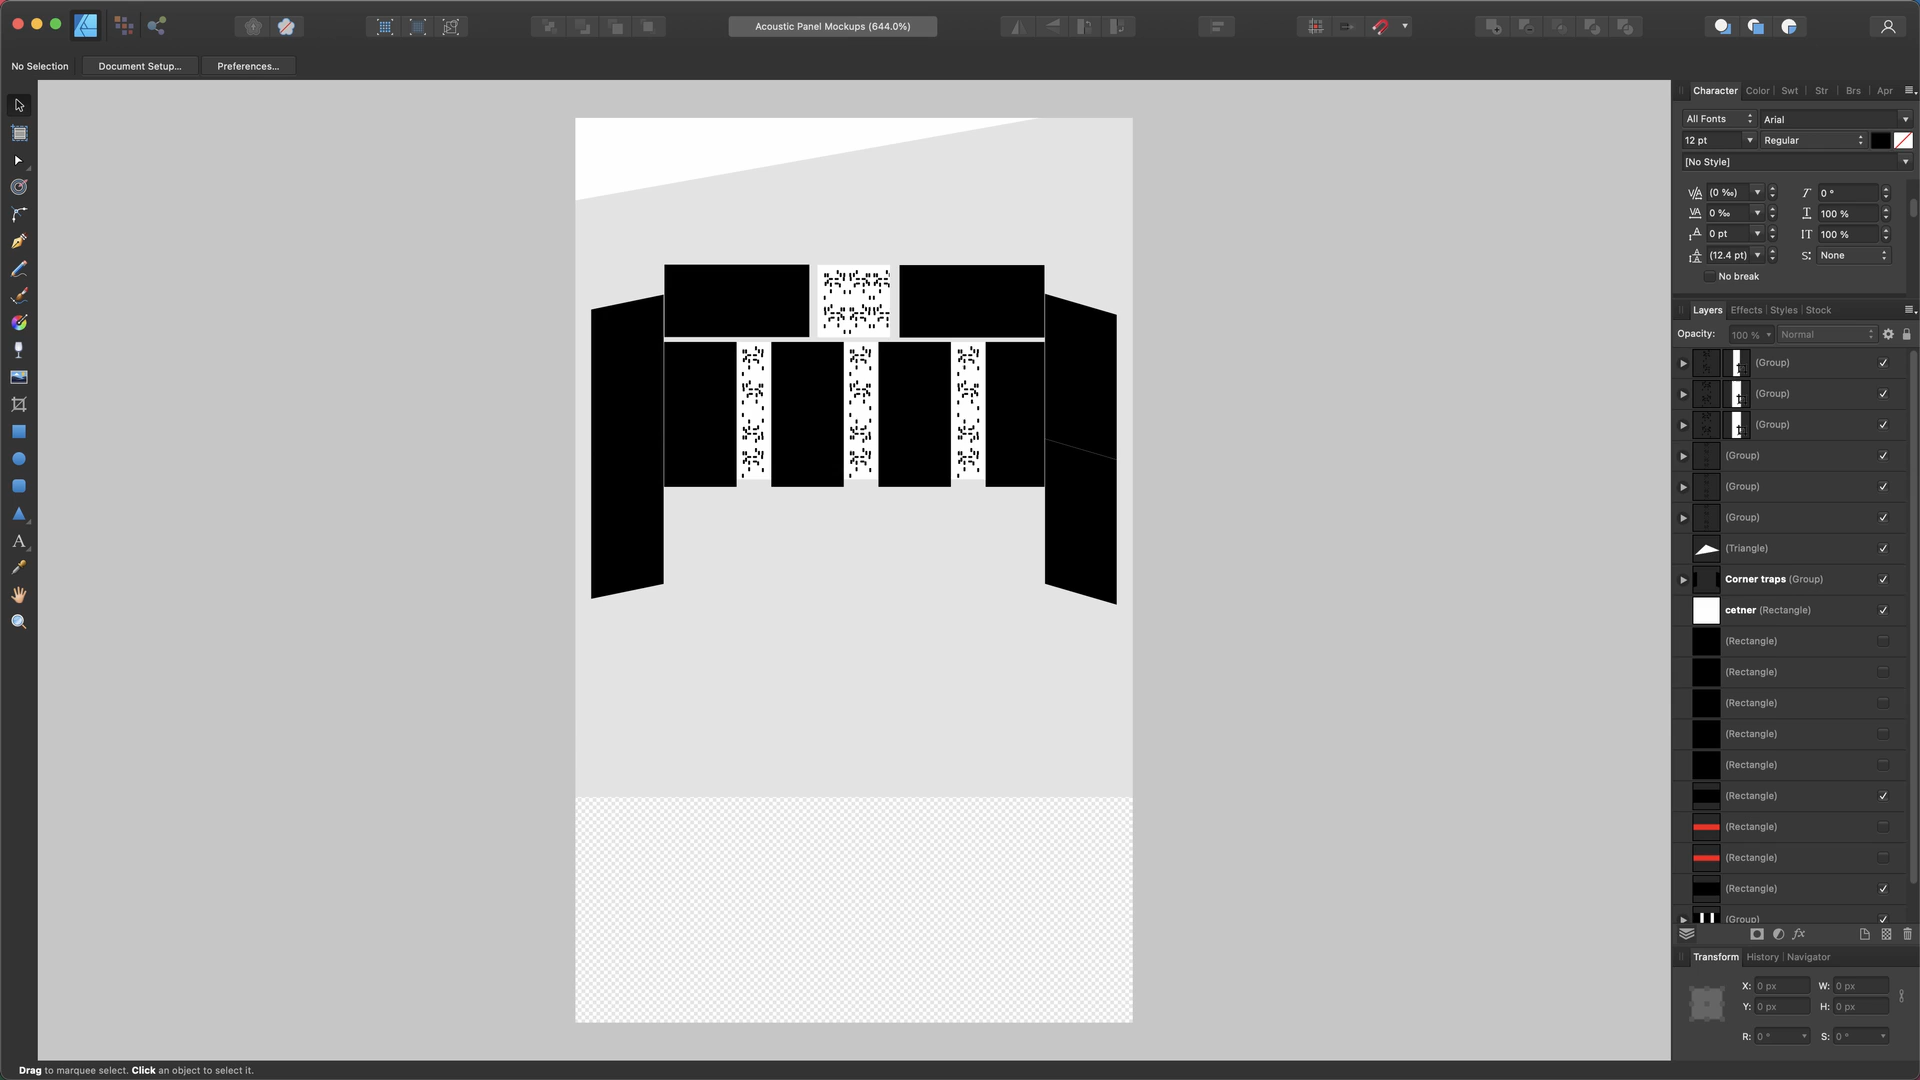 Acoustic Panel Mockups (644.0%)
No Selection
Document Setup...
Preferences...
Character
Color
Swt
Str
Brs
Apr
All Fonts
Arial
12 pt
Regular
[No Style]
(0 ‰)
0 °
0 ‰
100 %
0 pt
100 %
(12.4 pt)
None
No break
Layers
Effects
Styles
Stock
Opacity:
100 %
Normal
(Group)
(Group)
(Group)
(Group)
(Group)
(Group)
(Triangle)
Corner traps (Group)
cetner (Rectangle)
(Rectangle)
(Rectangle)
(Rectangle)
(Rectangle)
(Rectangle)
(Rectangle)
(Rectangle)
(Rectangle)
(Rectangle)
(Group)
Transform
History
Navigator
X: 0 px
W: 0 px
Y: 0 px
H: 0 px
R: 0 °
S: 0 °
Drag to marquee select. Click an object to select it.